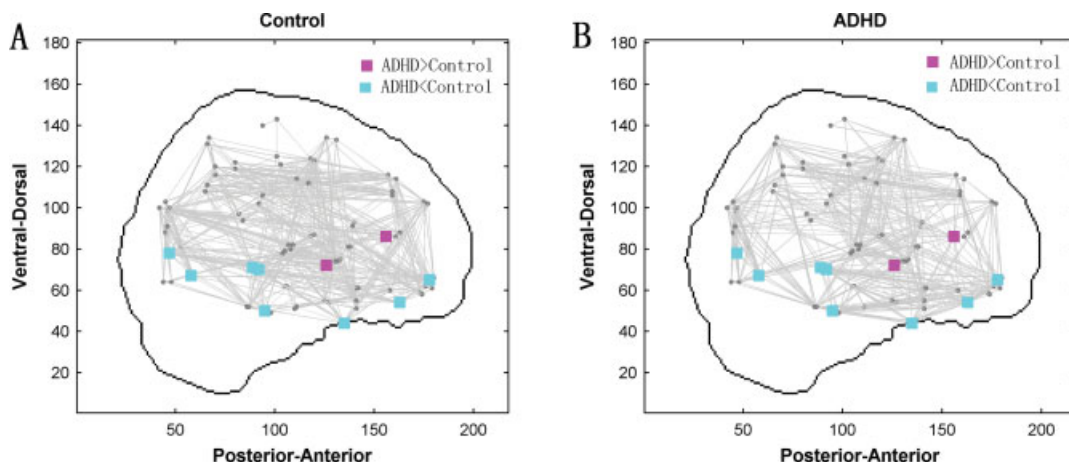 A
Control
180
160
140
120
100
80
60
40
20
Ventral-Dorsal
ADHD>Control
ADHD<Control
50
100
150
200
Posterior-Anterior
B
ADHD
180
160
140
120
100
80
60
40
20
Ventral-Dorsal
ADHD>Control
ADHD<Control
50
100
150
200
Posterior-Anterior